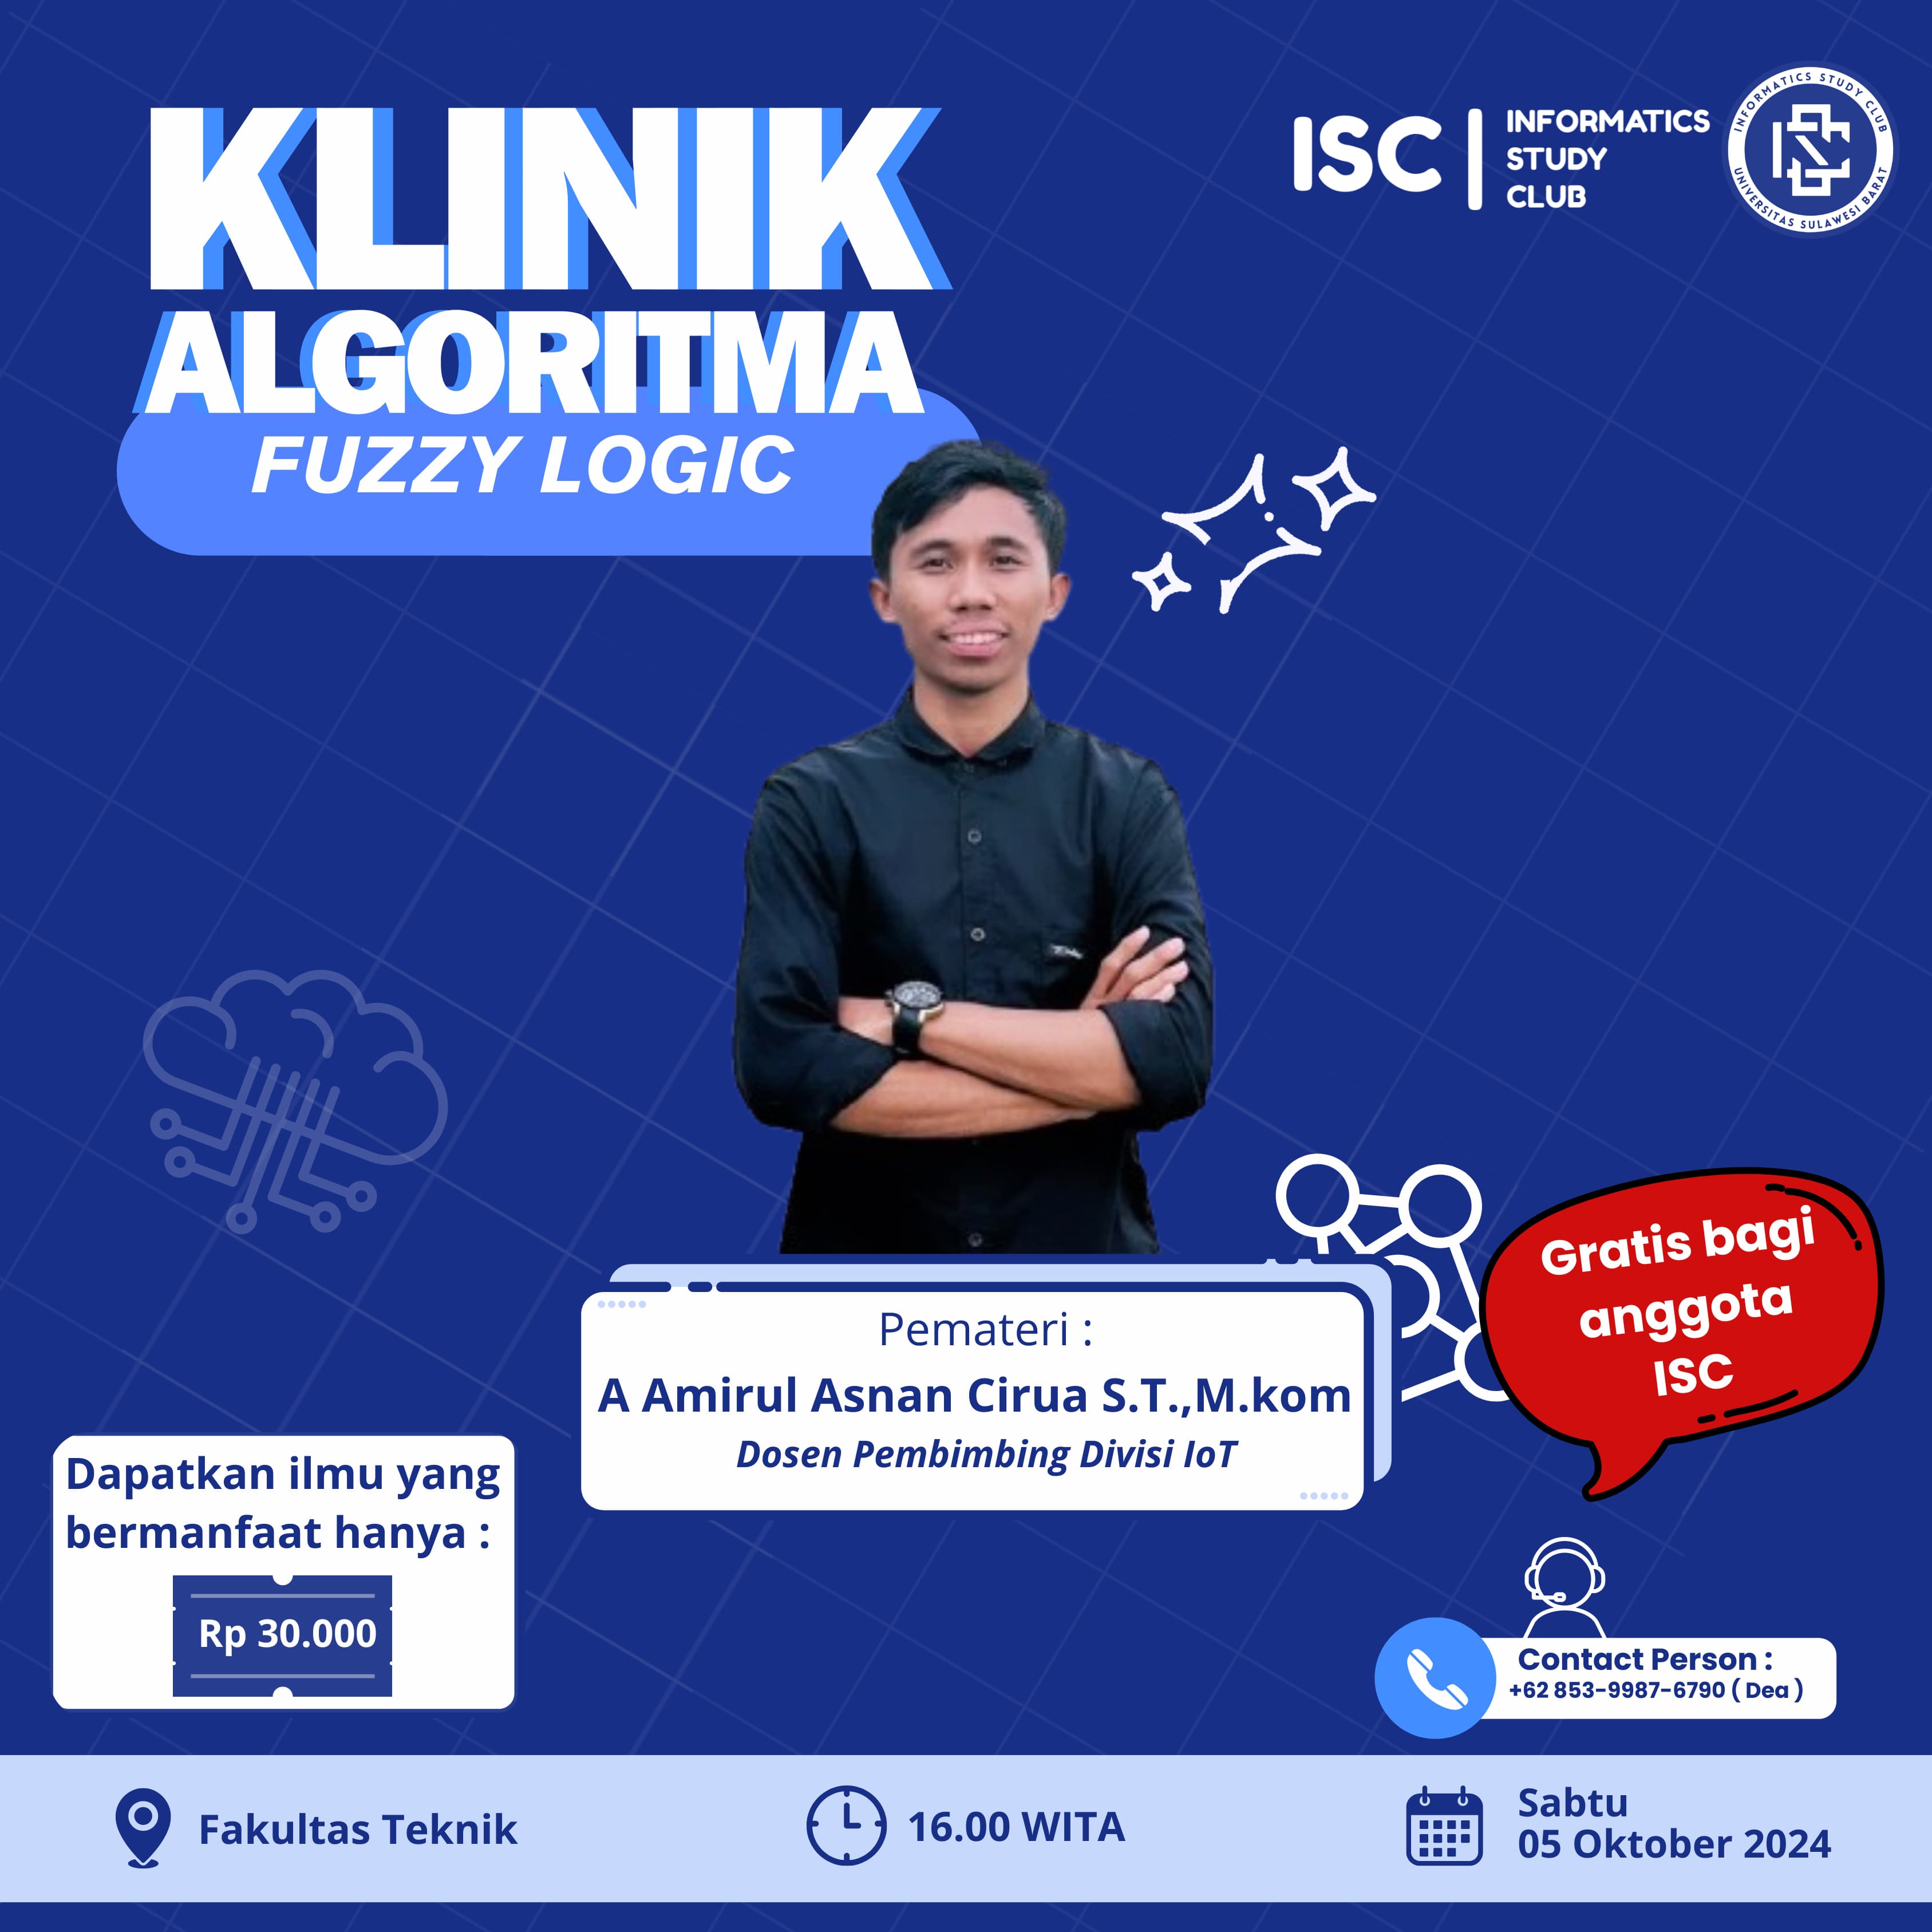 KLINIK
ALGORITMA
FUZZY LOGIC
ISC
INFORMATICS
STUDY
CLUB
INFORMATICS STUDY CLUB
UNIVERSITAS SULAWESI BARAT
Gratis bagi
anggota
ISC
Pemateri :
A Amirul Asnan Cirua S.T.,M.kom
Dosen Pembimbing Divisi IoT
Dapatkan ilmu yang
bermanfaat hanya :
Rp 30.000
Contact Person :
+62 853-9987-6790 ( Dea )
Fakultas Teknik
16.00 WITA
Sabtu
05 Oktober 2024